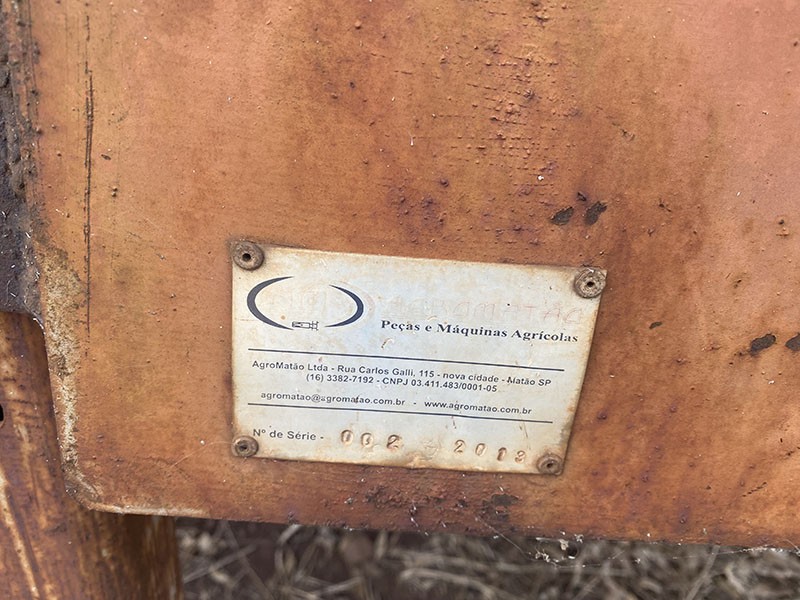 AGROMATÃO
Peças e Máquinas Agrícolas
AgroMatão Ltda - Rua Carlos Galli, 115 - nova cidade - Matão SP
(16) 3382-7192 - CNPJ 03.411.483/0001-05
agromatao@agromatao.com.br - www.agromatao.com.br
Nº de Série - 002 - 2013